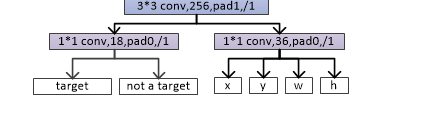 3*3 conv,256,pad1,/1
1*1 conv,18,pad0,/1
1*1 conv,36,pad0,/1
target
not a target
x
y
w
h